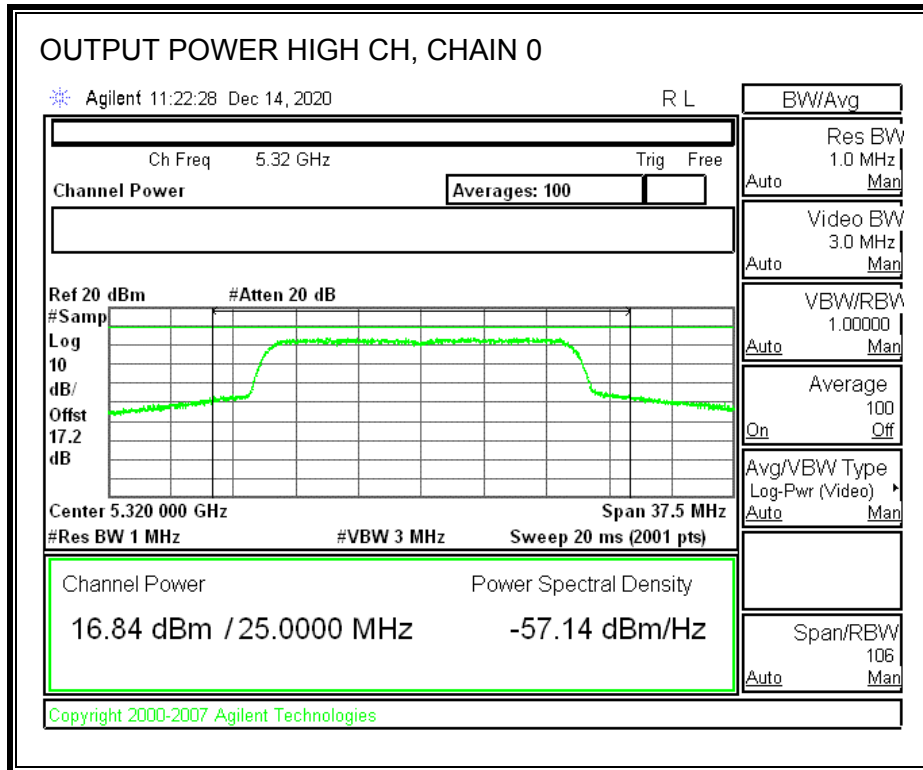 OUTPUT POWER HIGH CH, CHAIN 0
Agilent 11:22:28 Dec 14, 2020 R L
Ch Freq 5.32 GHz Trig Free
Channel Power Averages: 100
Ref 20 dBm #Atten 20 dB
#Samp
Log
10
dB/
Offst
17.2
dB
Center 5.320 000 GHz Span 37.5 MHz
#Res BW 1 MHz #VBW 3 MHz Sweep 20 ms (2001 pts)
Channel Power Power Spectral Density
16.84 dBm / 25.0000 MHz -57.14 dBm/Hz
Copyright 2000-2007 Agilent Technologies
BW/Avg
Res BW
1.0 MHz
Auto Man
Video BW
3.0 MHz
Auto Man
VBW/RBW
1.00000
Auto Man
Average
100
On Off
Avg/VBW Type
Log-Pwr (Video)
Auto Man
Span/RBW
106
Auto Man